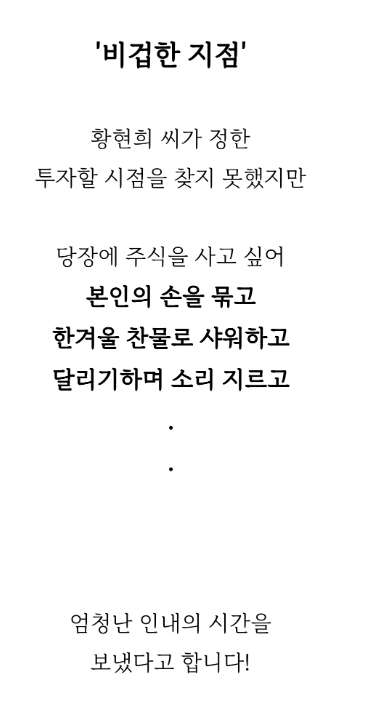 '비겁한 지점'
황현희 씨가 정한
투자할 시점을 찾지 못했지만
당장에 주식을 사고 싶어
본인의 손을 묶고
한겨울 찬물로 샤워하고
달리기하며 소리 지르고
.
.
엄청난 인내의 시간을
보냈다고 합니다!